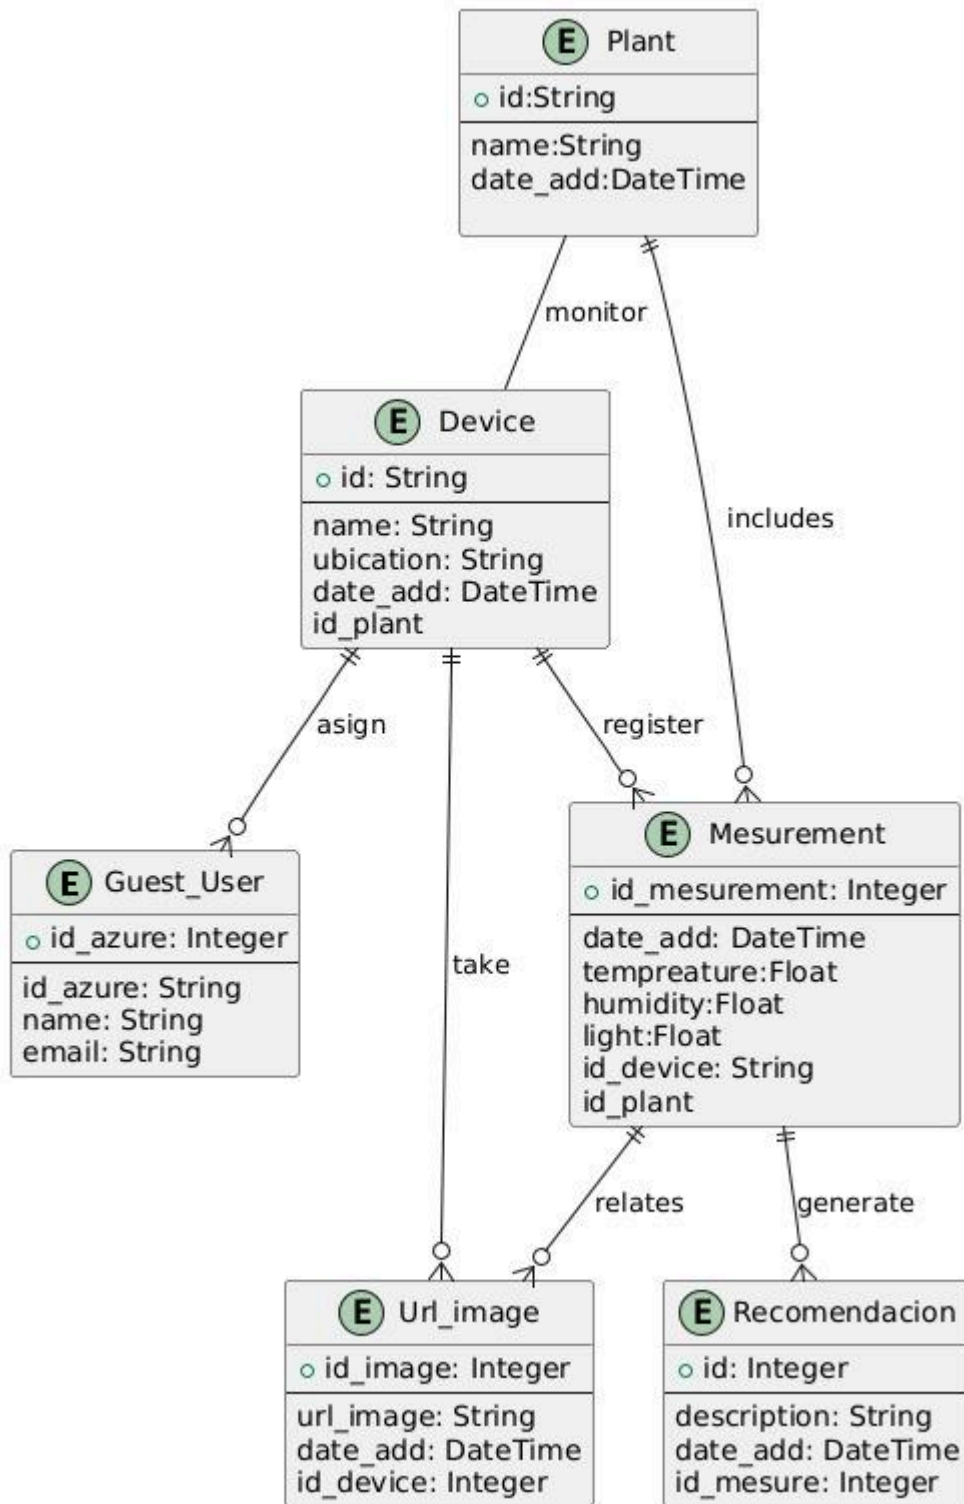 E Plant
id:String
name:String
date_add:DateTime
monitor
E Device
id: String
name: String
ubication: String
date_add: DateTime
id_plant
includes
asign
register
E Guest_User
id_azure: Integer
id_azure: String
name: String
email: String
take
E Mesurement
id_mesurement: Integer
date_add: DateTime
tempreature:Float
humidity:Float
light:Float
id_device: String
id_plant
relates
generate
E Url_image
id_image: Integer
url_image: String
date_add: DateTime
id_device: Integer
E Recomendacion
id: Integer
description: String
date_add: DateTime
id_mesure: Integer